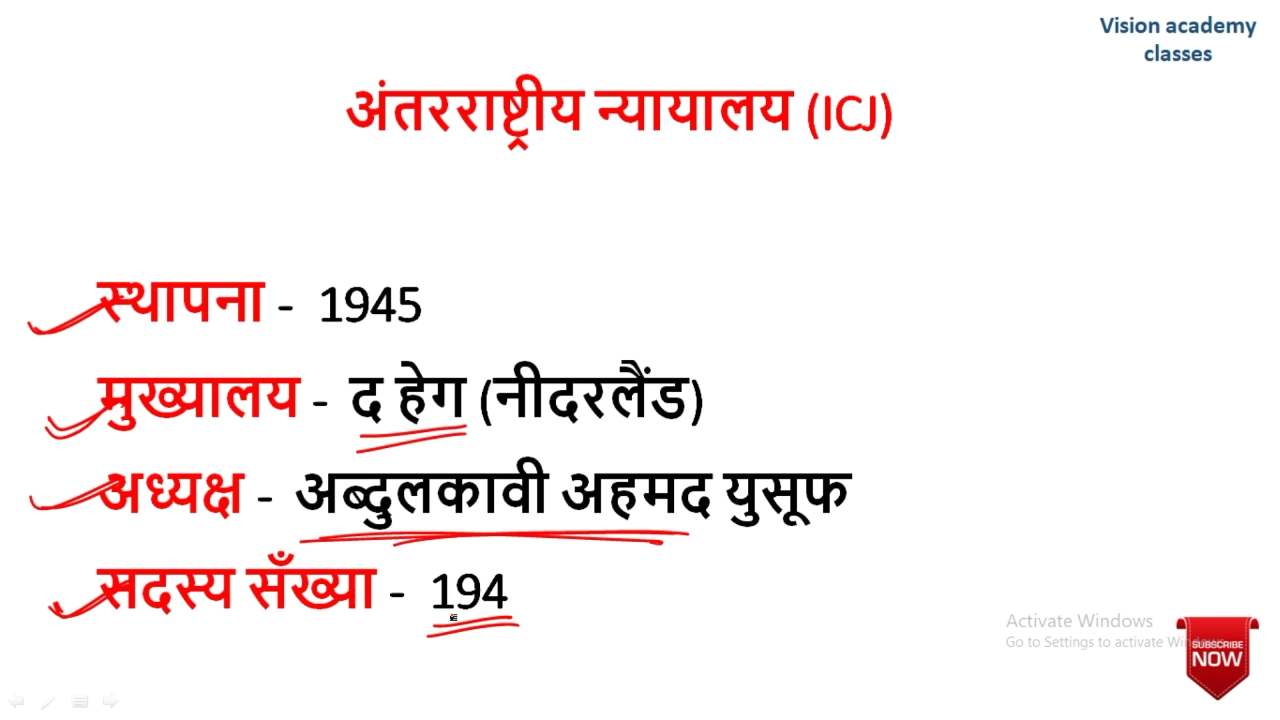 Vision academy
classes
अंतरराष्ट्रीय न्यायालय (ICJ)
स्थापना - 1945
मुख्यालय - द हेग (नीदरलैंड)
अध्यक्ष - अब्दुलकावी अहमद युसूफ
सदस्य सँख्या - 194
Activate Windows
Go to Settings to activate Windows.
SUBSCRIBE
NOW